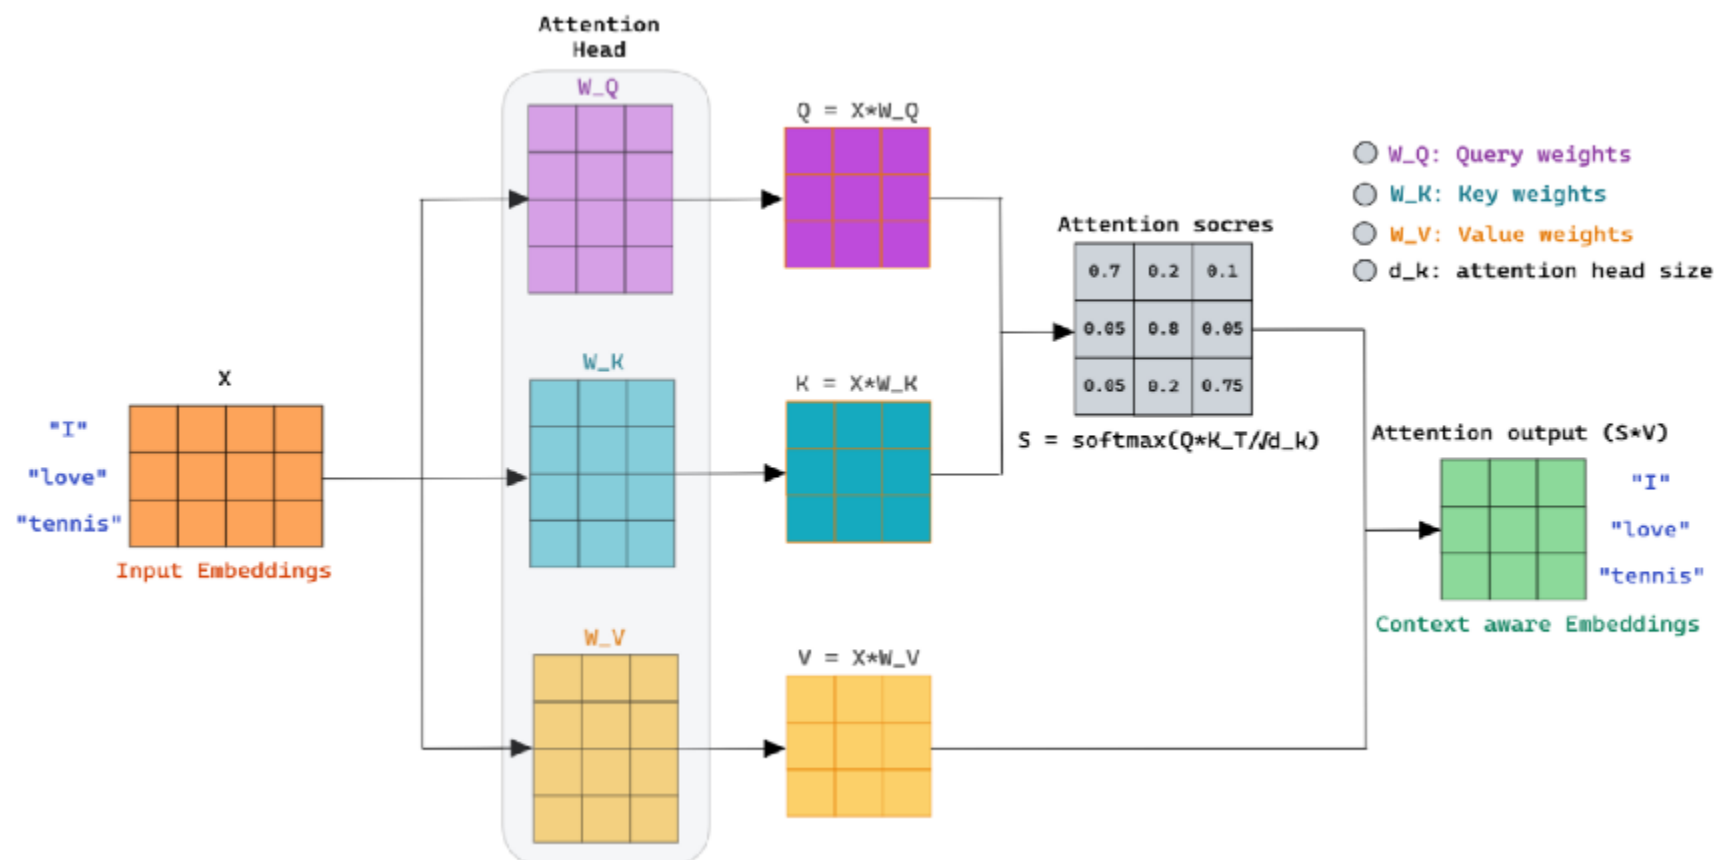 Attention
Head
W_Q
Q = X*W_Q
W_Q: Query weights
W_K: Key weights
W_V: Value weights
d_k: attention head size
Attention socres
0.7 0.2 0.1
0.05 0.8 0.05
0.05 0.2 0.75
S = softmax(Q*K_T/√d_k)
W_K
K = X*W_K
X
"I"
"love"
"tennis"
Input Embeddings
Attention output (S*V)
"I"
"love"
"tennis"
Context aware Embeddings
W_V
V = X*W_V